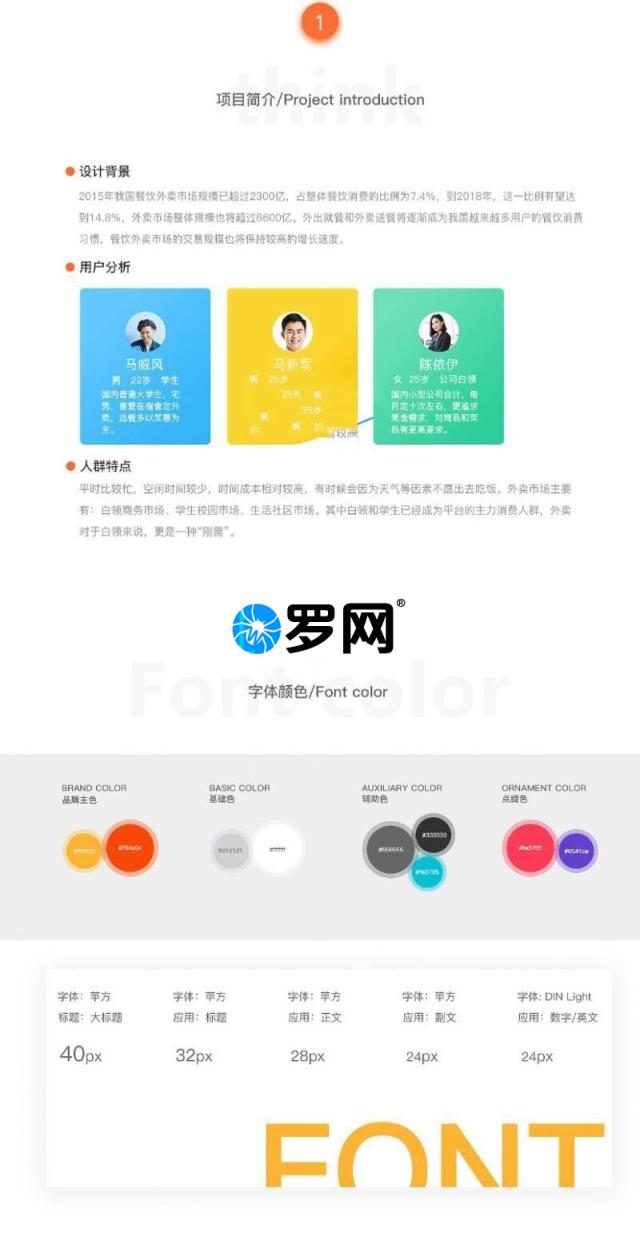 1
think
项目简介/Project introduction
设计背景
2015年我国餐饮外卖市场规模已超过2300亿，占整体餐饮消费的比例为7.4%，到2018年，这一比例有望达
到14.8%，外卖市场整体规模也将超过6600亿。外出就餐和外卖送餐将逐渐成为我国越来越多用户的餐饮消费
习惯，餐饮外卖市场的交易规模也将保持较高的增长速度。
用户分析
马威风
男 22岁 学生
国内普通大学生，宅
男，喜爱在宿舍定外
卖，选餐多以实惠为
主。
马新军
男 25岁
25岁 男
男 25岁
男 25
陈依伊
女 25岁 公司白领
国内小型公司会计，每
月定十次左右，更追求
美食精求，对商品和菜
品有更高要求。
人群特点
平时比较忙，空闲时间较少，时间成本相对较高，有时候会因为天气等因素不愿出去吃饭。外卖市场主要
有：白领商务市场、学生校园市场、生活社区市场。其中白领和学生已经成为平台的主力消费人群，外卖
对于白领来说，更是一种“刚需”。
罗网®
Font color
字体颜色/Font color
BRAND COLOR
品牌主色
BASIC COLOR
基础色
#d1d1d1
#ffffff
AUXILIARY COLOR
辅助色
#666666
#333333
ORNAMENT COLOR
点缀色
#fe3755
#6541ce
字体：苹方
标题：大标题
40px
字体：苹方
应用：标题
32px
字体：苹方
应用：正文
28px
字体：苹方
应用：副文
24px
字体: DIN Light
应用：数字/英文
24px
FONT